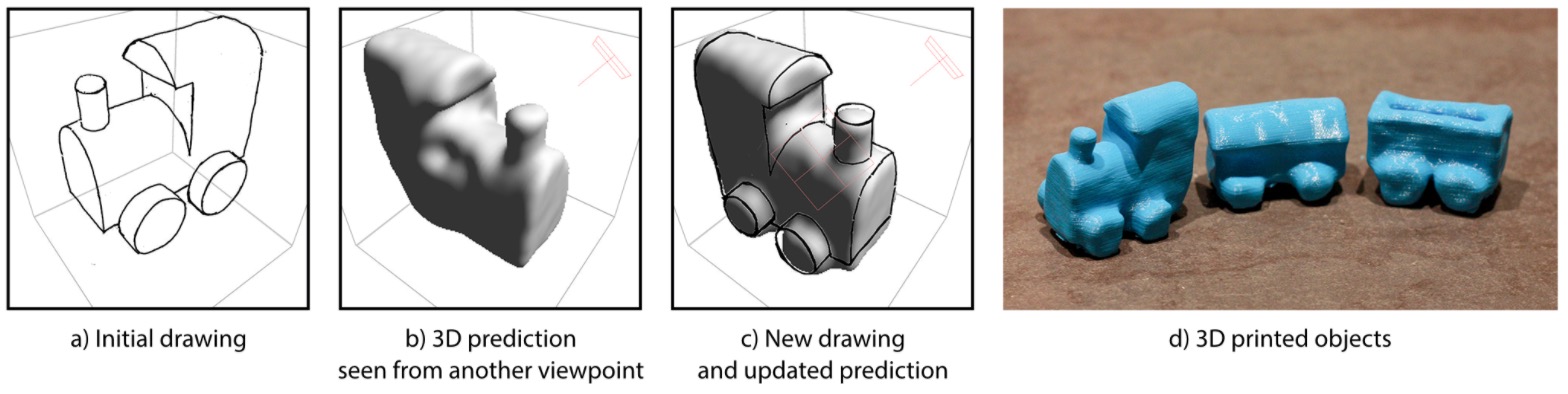 a) Initial drawing
b) 3D prediction
seen from another viewpoint
c) New drawing
and updated prediction
d) 3D printed objects